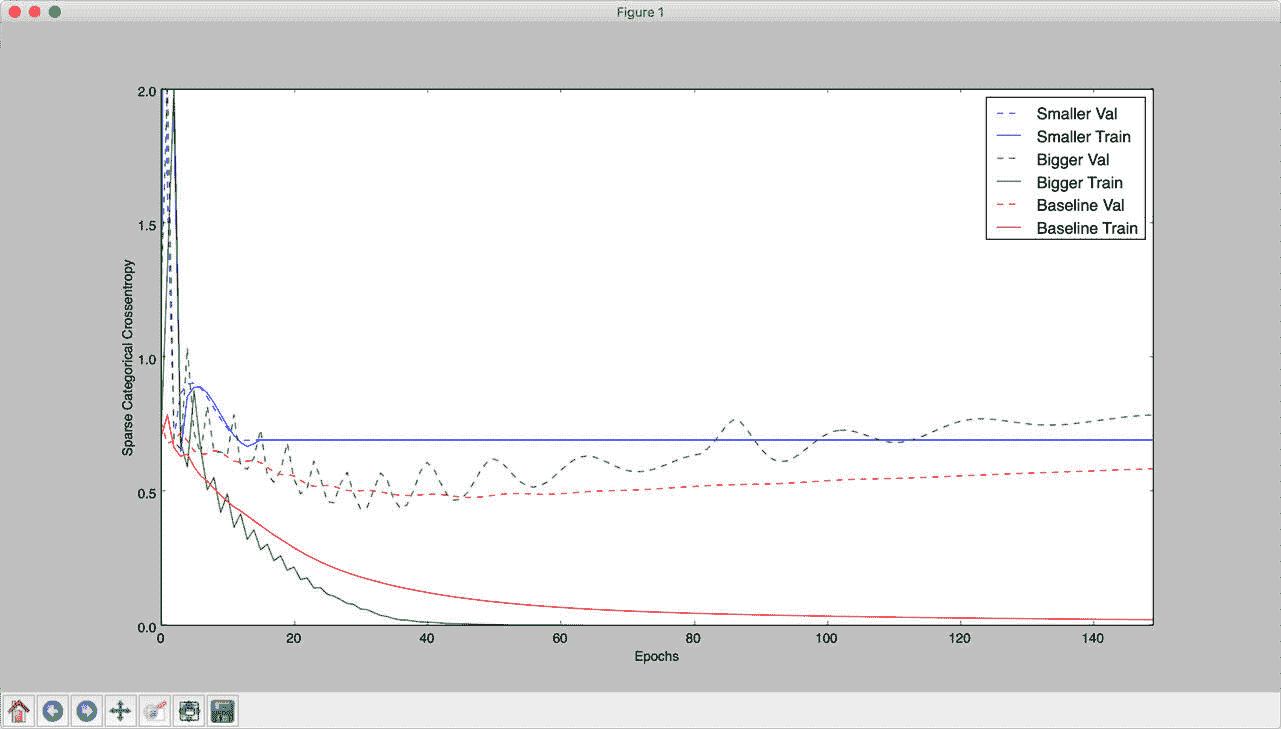 Figure 1
2.0
1.5
1.0
0.5
0.0
Sparse Categorical Crossentropy
0 20 40 60 80 100 120 140
Epochs
Smaller Val
Smaller Train
Bigger Val
Bigger Train
Baseline Val
Baseline Train